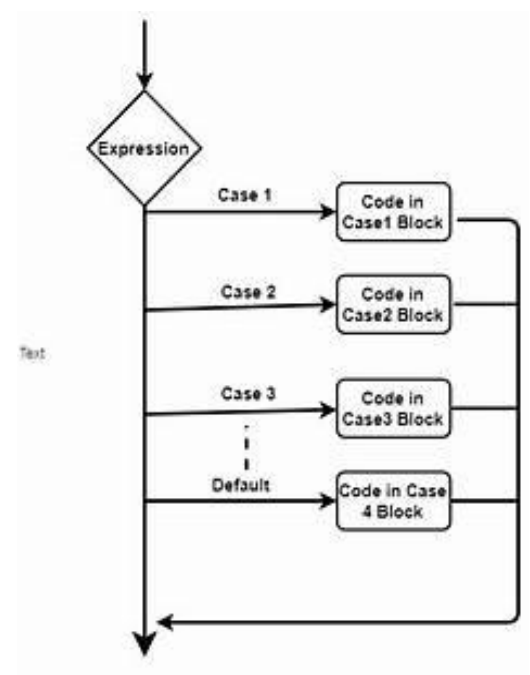 Expression
Case 1
Code in
Case1 Block
Case 2
Code in
Case2 Block
Text
Case 3
Code in
Case3 Block
Default
Code in Case
4 Block